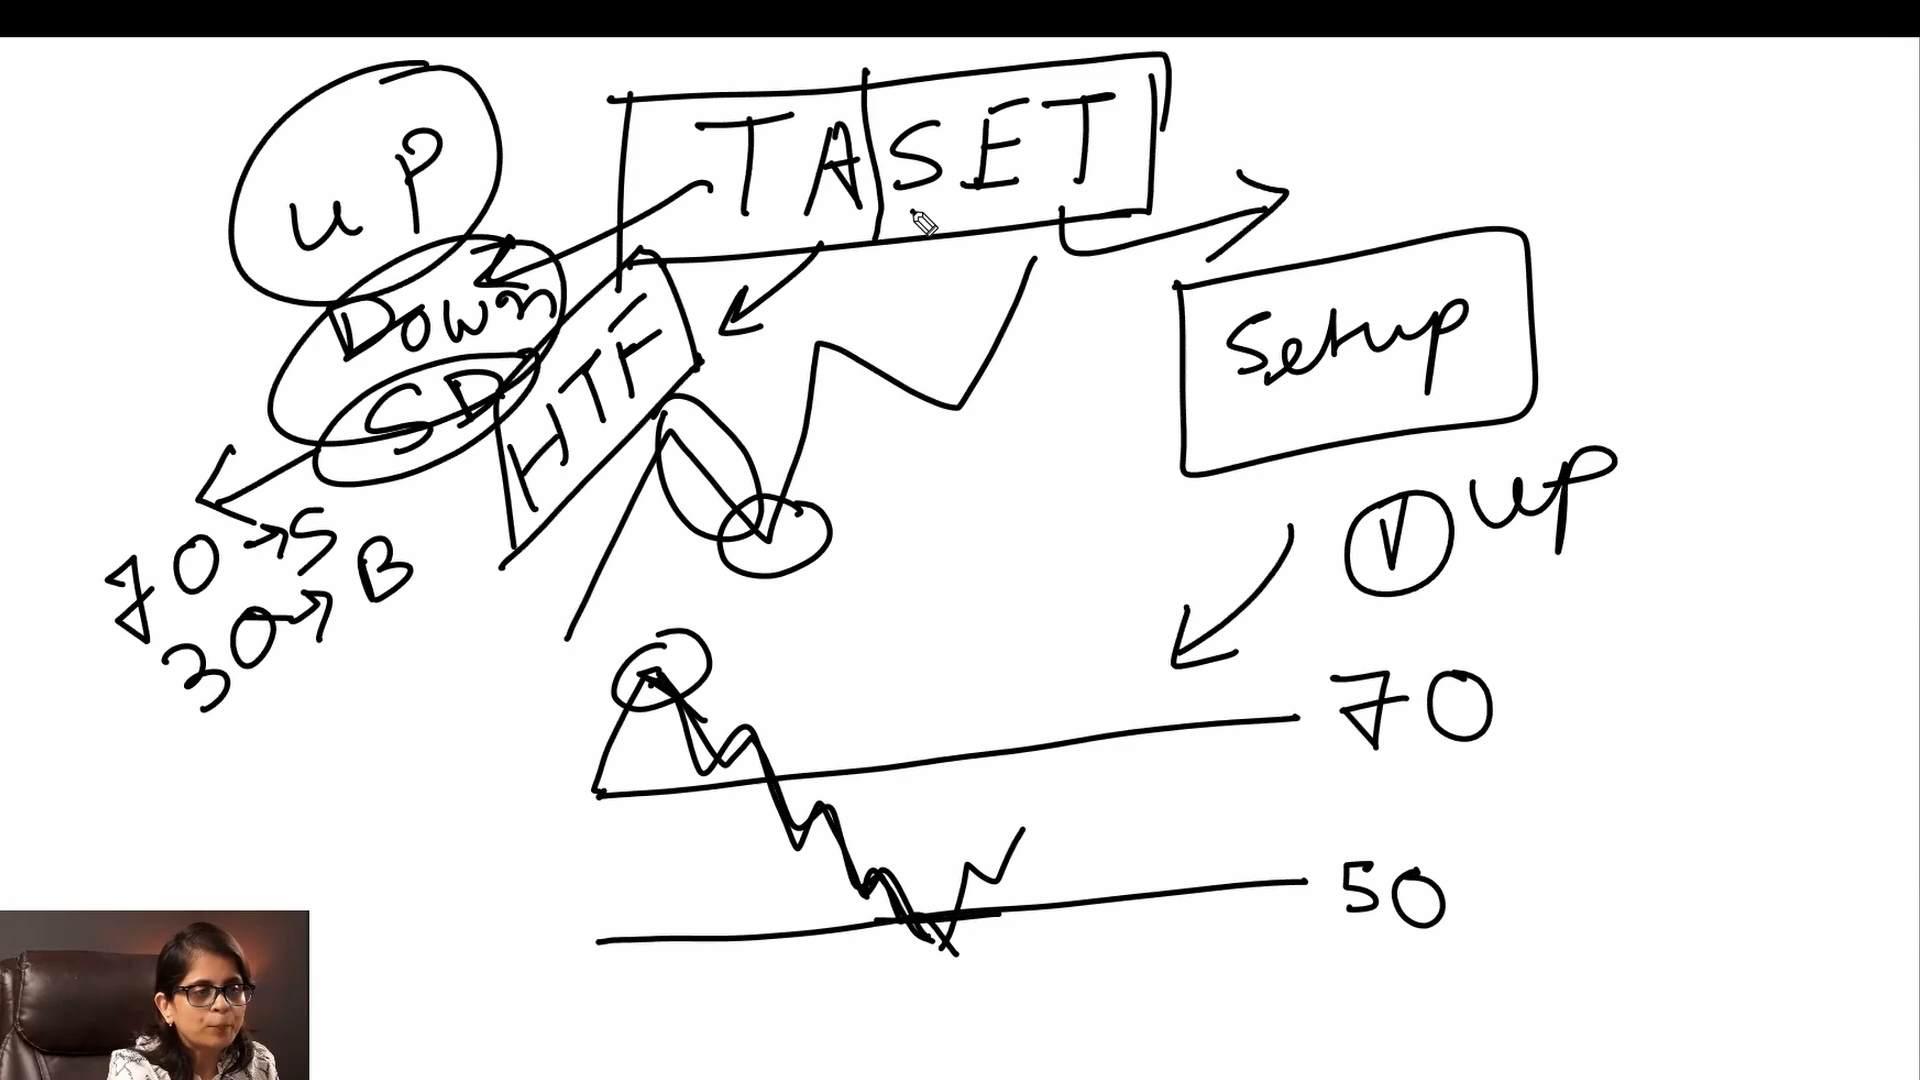 UP
TASET
Down
SD
HTF
Setup
70 → S
30 → B
① UP
70
50